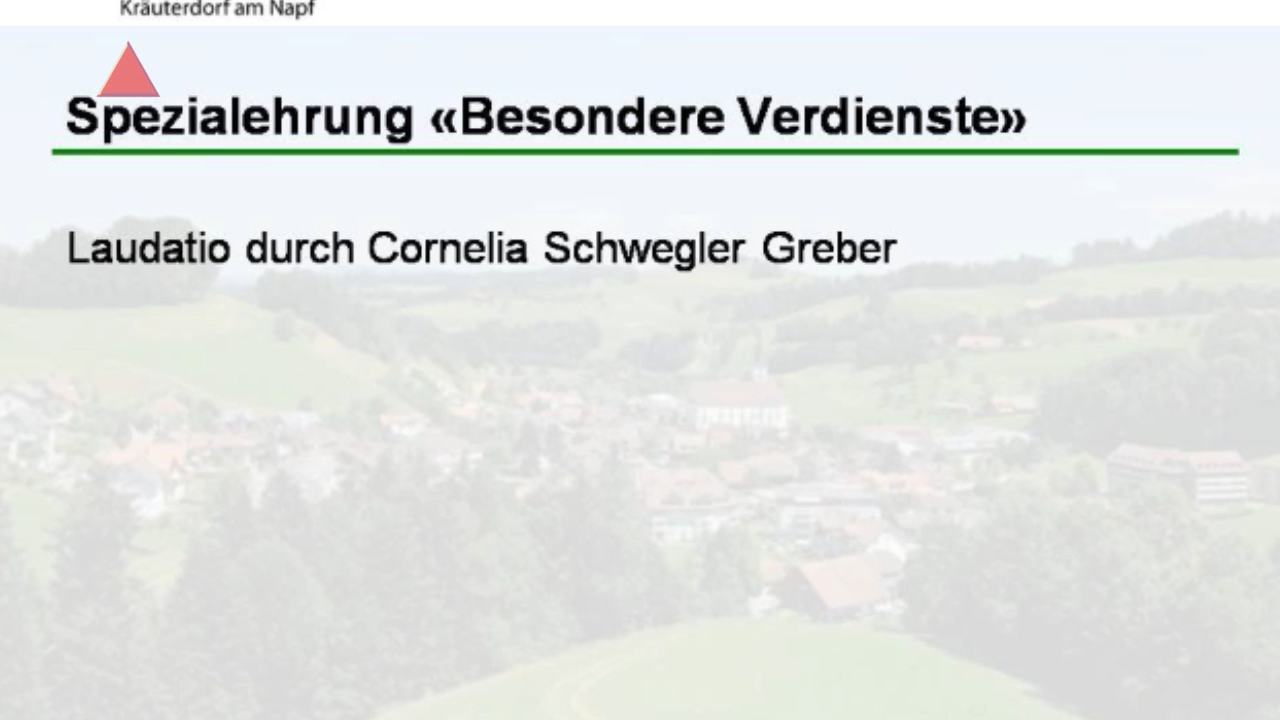 Kräuterdorf am Napf
Spezialehrung «Besondere Verdienste»
Laudatio durch Cornelia Schwegler Greber